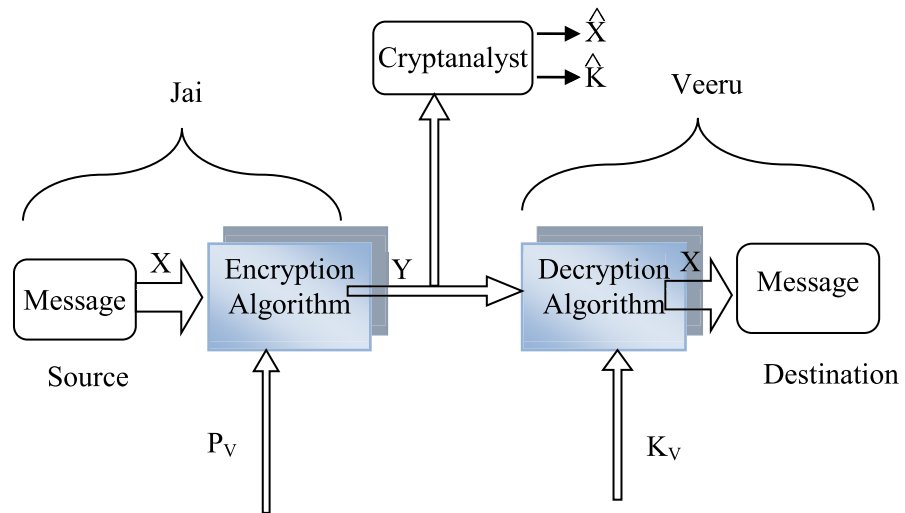 X̂
Cryptanalyst
K̂
Jai
Veeru
X
Encryption
Algorithm
Y
Decryption
Algorithm
X
Message
Message
Source
Destination
P_V
K_V